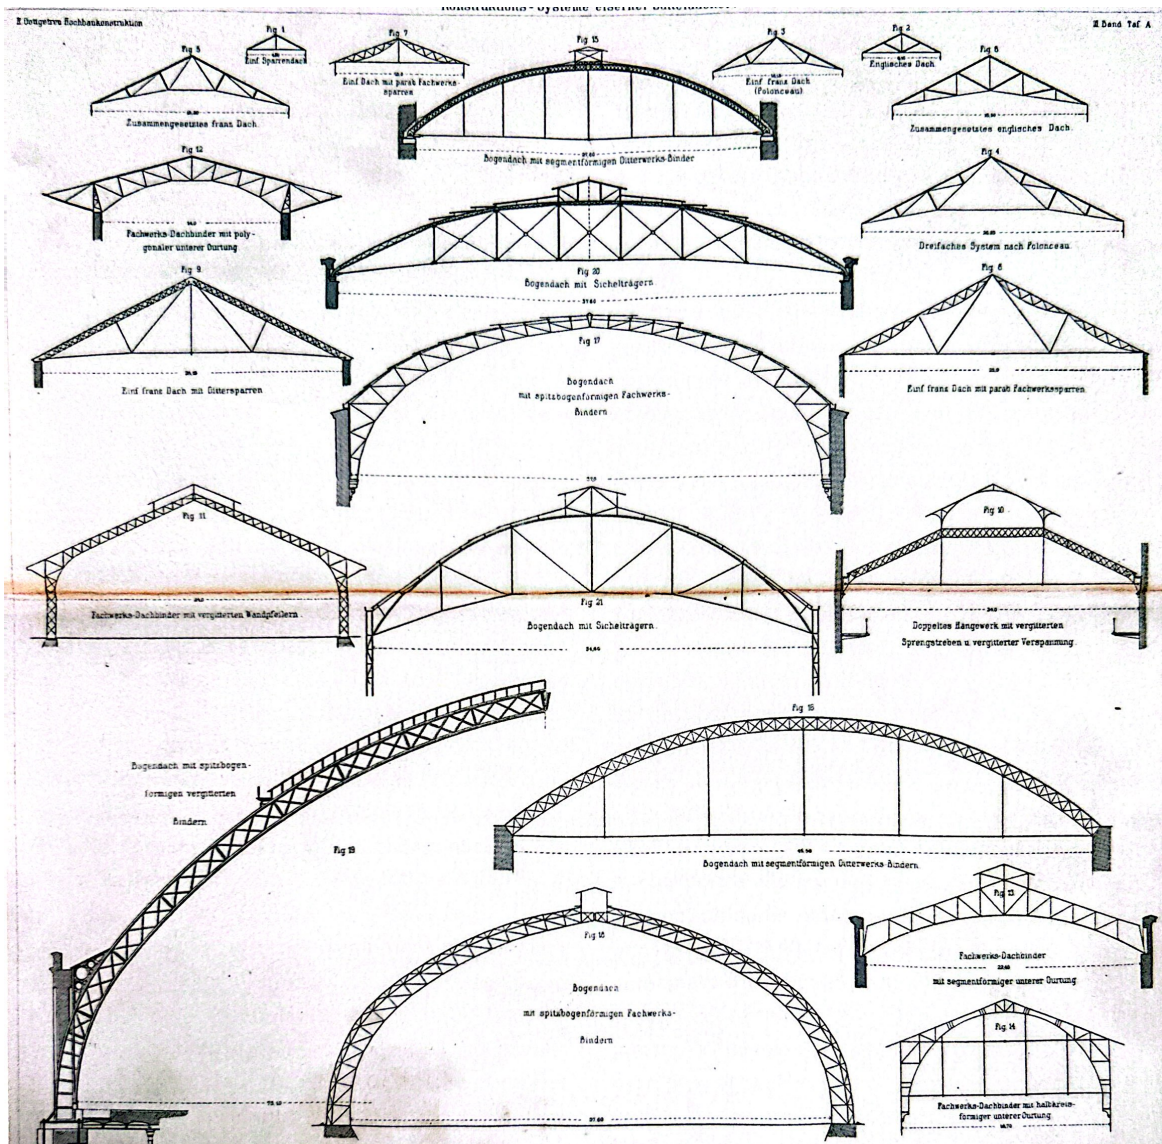 Konstruktions-Systeme eiserner
E. Gottgetreu Hochbaukonstruktion
II Band Taf A
Fig 5
Zusammengesetztes franz Dach.
Fig 1
Einf Sparrendach
Fig 7
Einf Dach mit parab Fachwerks-
sparren
Fig 15
Bogendach mit segmentförmigen Gitterwerks-Binder
Fig 3
Einf franz Dach
(Polonceau)
Fig 2
Englisches Dach.
Zusammengesetztes englisches Dach.
Fig 12
Fachwerks-Dachbinder mit poly-
gonaler unterer Gurtung
Fig 20
Bogendach mit Sichelträgern
37.60
Fig 4
Dreifaches System nach Polonceau.
Fig 9
Einf franz Dach mit Gittersparren
Fig 17
Bogendach
mit spitzbogenförmigen Fachwerks-
Bindern
Einf franz Dach mit parab Fachwerkssparren
Fig 11
Fachwerks-Dachbinder mit vergitterten Wandpfeilern.
Fig 21
Bogendach mit Sichelträgern.
Fig 10
Doppeltes Hängewerk mit vergitterten
Sprengstreben u vergitterter Verspannung.
Bogendach mit spitzbogen-
förmigen vergitterten
Bindern
Fig 19
Fig 16
Bogendach mit segmentförmigen Gitterwerks-Bindern.
Fig 18
Bogendach
mit spitzbogenförmigen Fachwerks-
Bindern
Fig 13
Fachwerks-Dachbinder
mit segmentförmiger unterer Gurtung
Fig. 14
Fachwerks-Dachbinder mit halbkreis-
förmiger unterer Gurtung